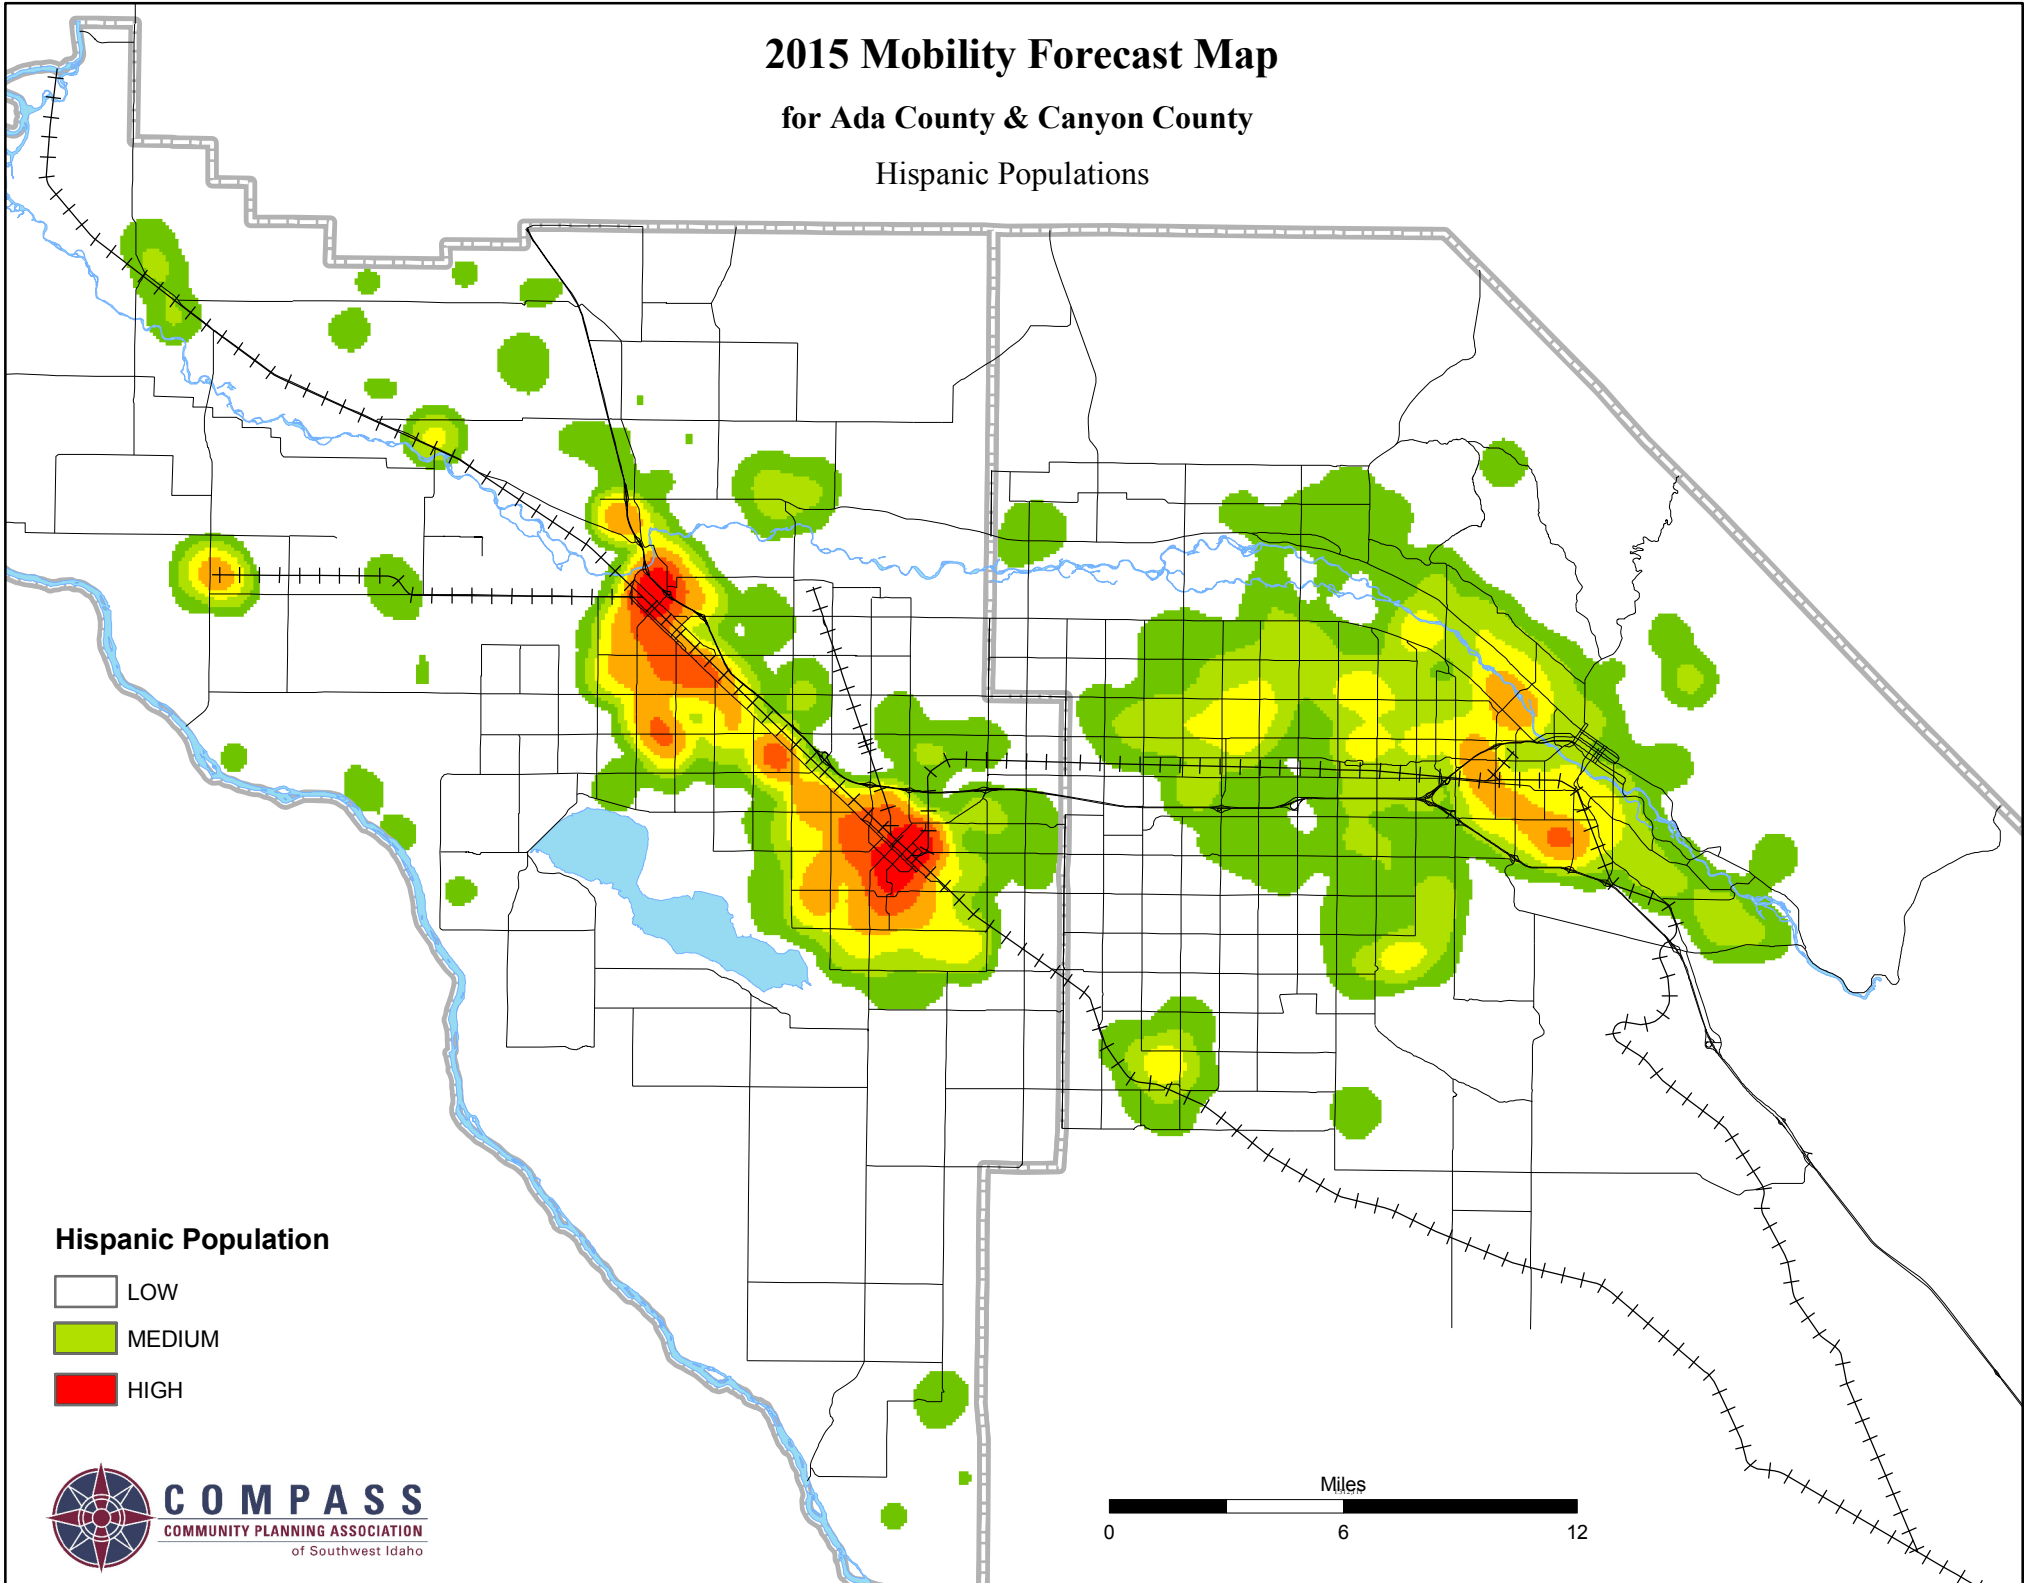 2015 Mobility Forecast Map
for Ada County & Canyon County
Hispanic Populations
Hispanic Population
LOW
MEDIUM
HIGH
COMPASS
COMMUNITY PLANNING ASSOCIATION
of Southwest Idaho
Miles
0 6 12